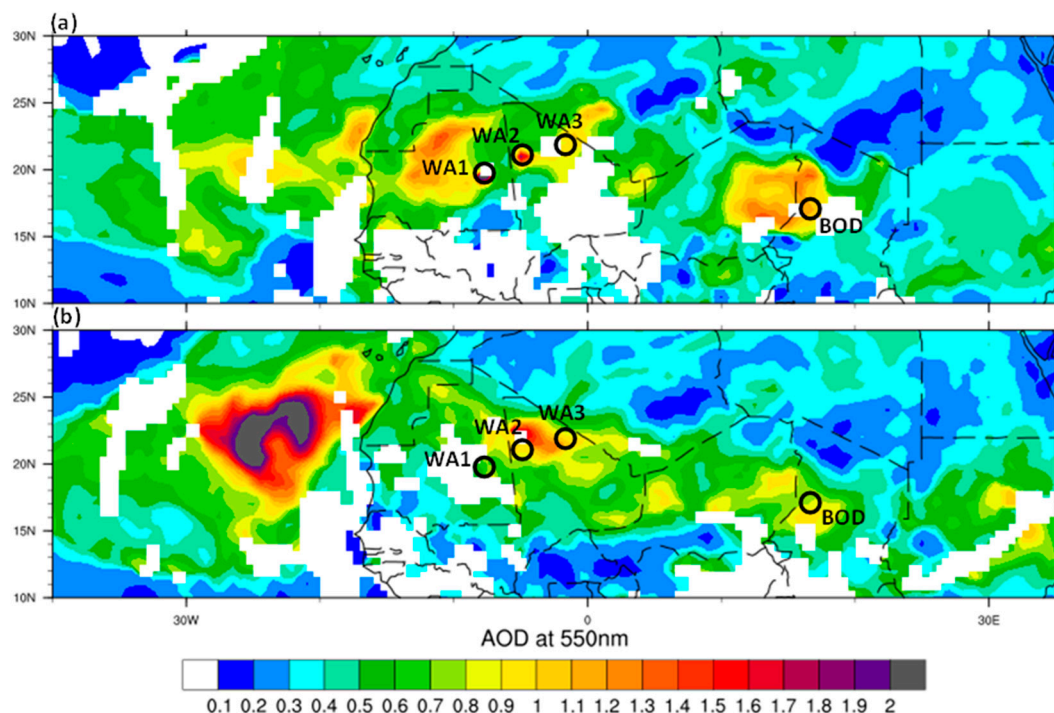 (a)
30N
25N
20N
15N
10N
WA1
WA2
WA3
BOD
(b)
30N
25N
20N
15N
10N
WA1
WA2
WA3
BOD
30W 0 30E
AOD at 550nm
0.1 0.2 0.3 0.4 0.5 0.6 0.7 0.8 0.9 1 1.1 1.2 1.3 1.4 1.5 1.6 1.7 1.8 1.9 2